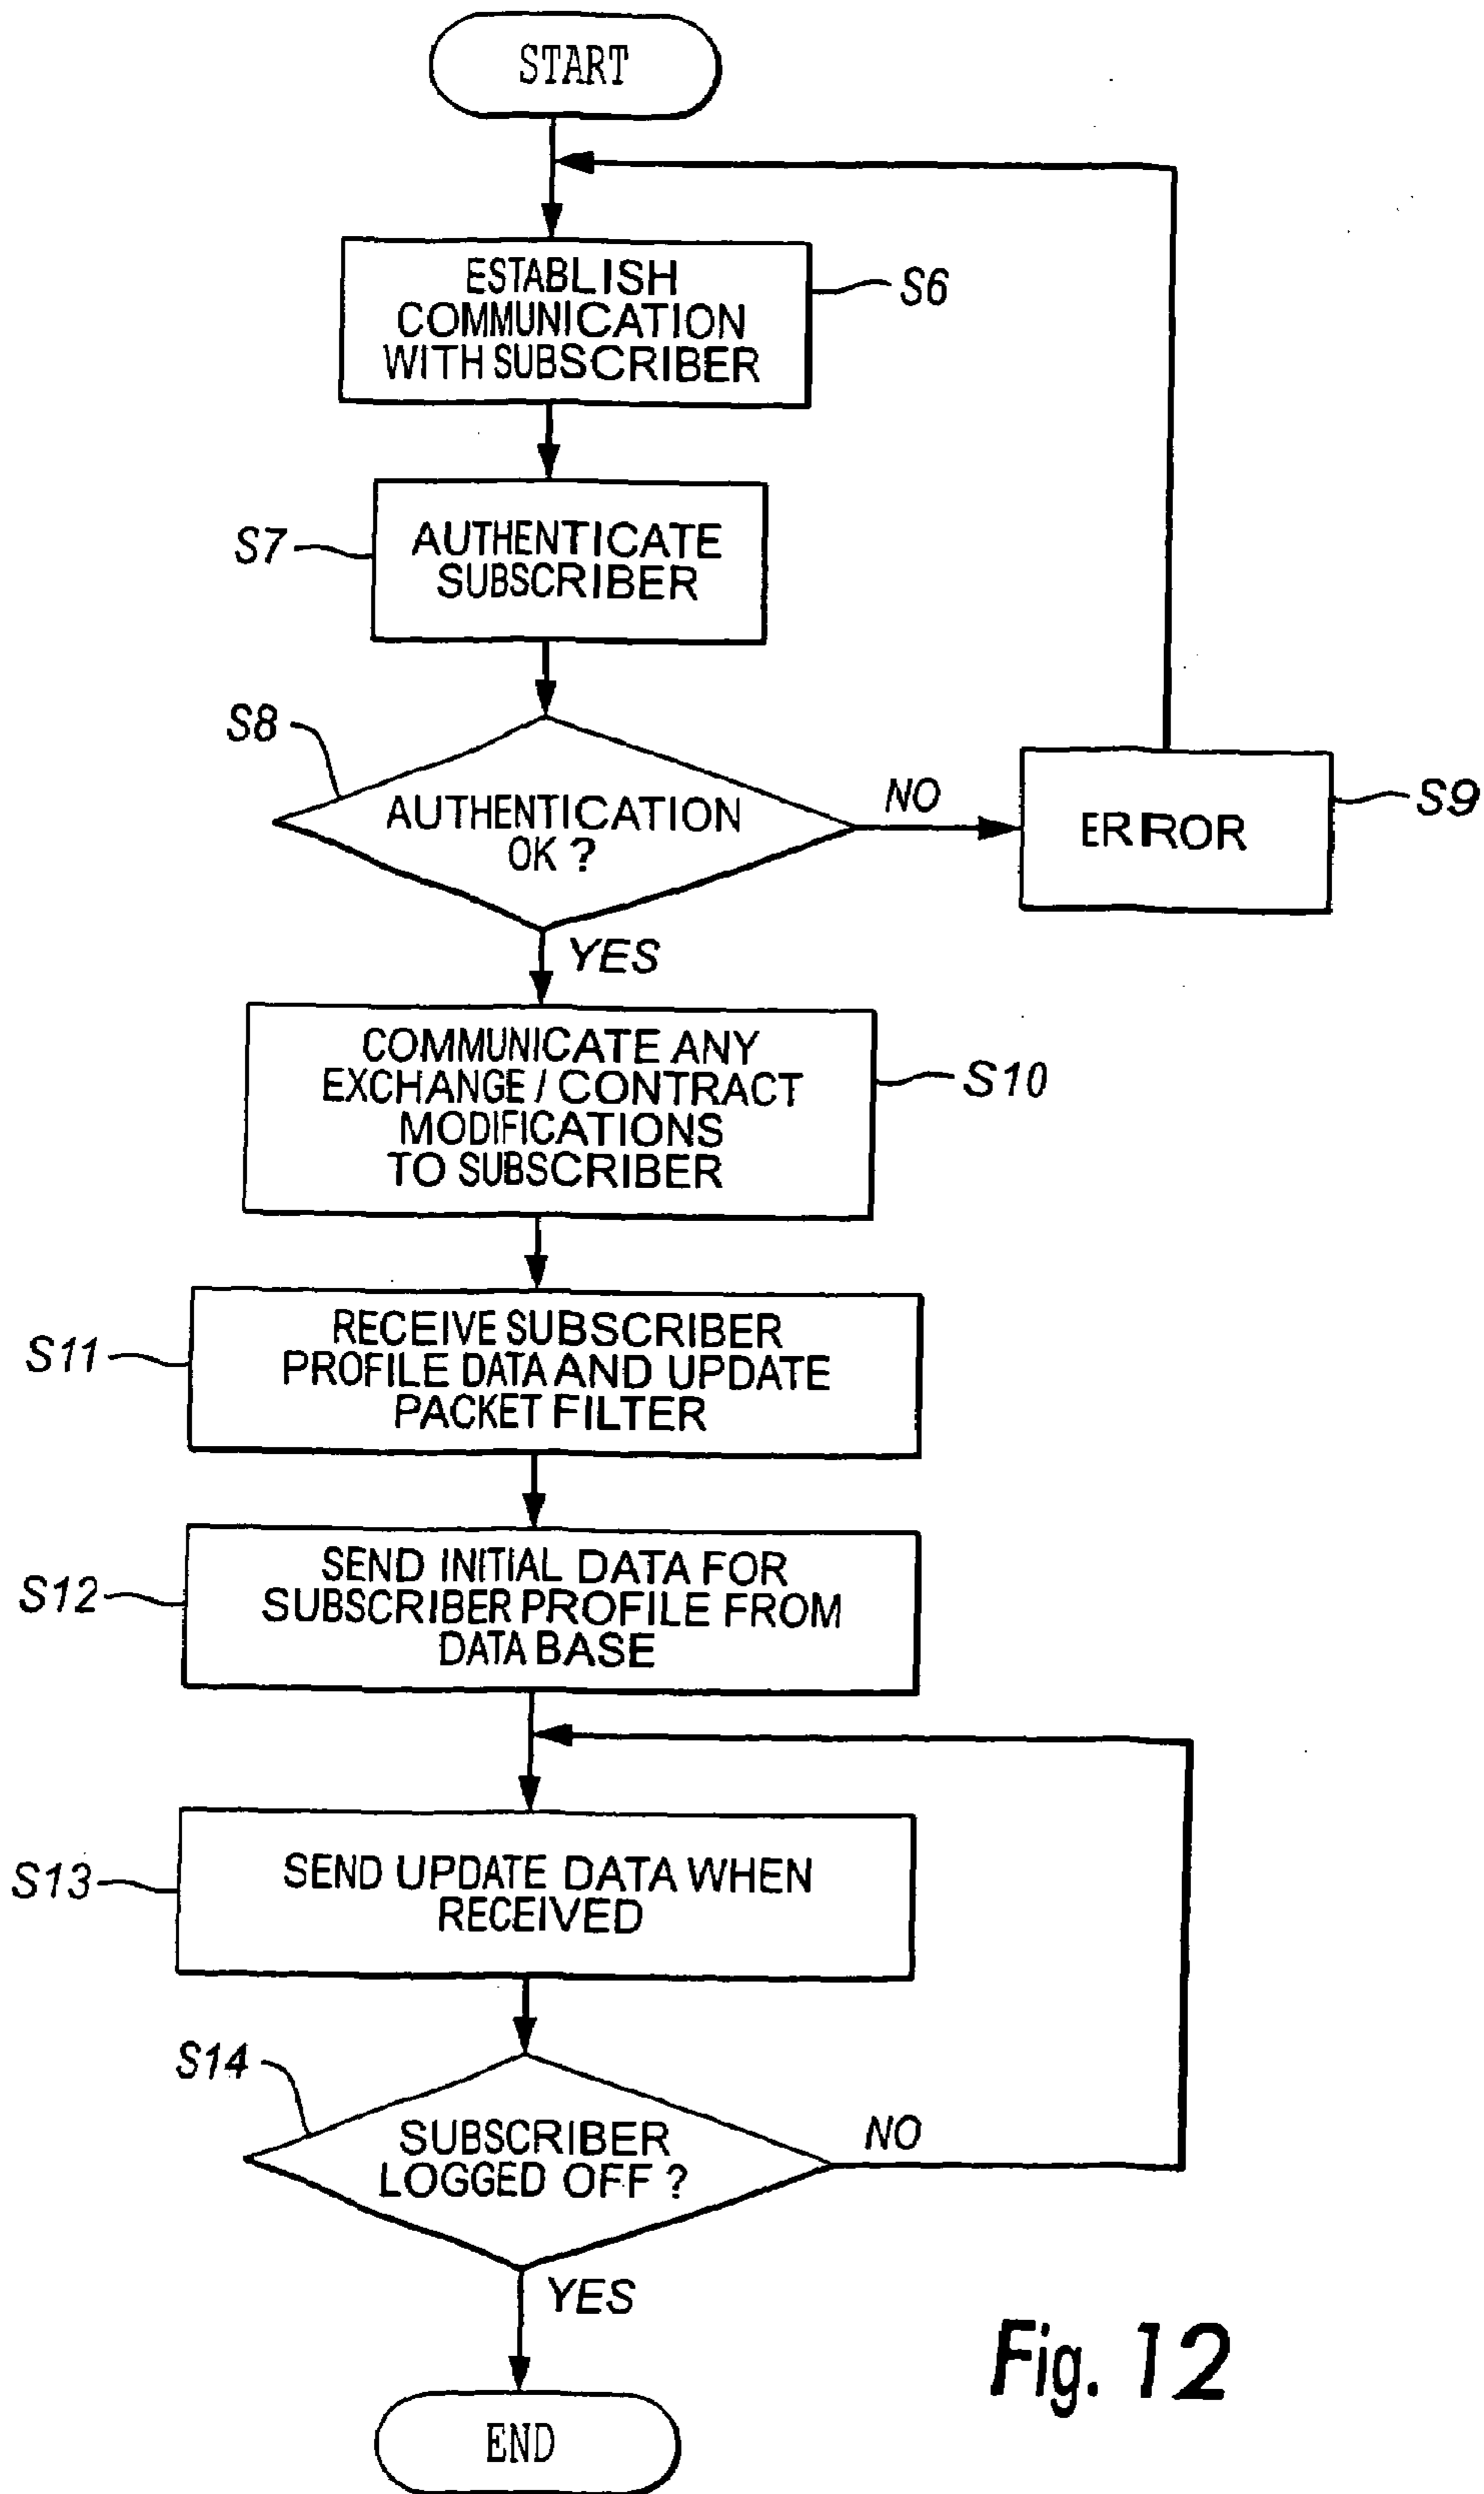 START
ESTABLISH
COMMUNICATION
WITH SUBSCRIBER
S6
S7
AUTHENTICATE
SUBSCRIBER
S8
AUTHENTICATION
OK ?
NO
ERROR
S9
YES
COMMUNICATE ANY
EXCHANGE / CONTRACT
MODIFICATIONS
TO SUBSCRIBER
S10
S11
RECEIVE SUBSCRIBER
PROFILE DATA AND UPDATE
PACKET FILTER
S12
SEND INITIAL DATA FOR
SUBSCRIBER PROFILE FROM
DATABASE
S13
SEND UPDATE DATA WHEN
RECEIVED
S14
SUBSCRIBER
LOGGED OFF ?
NO
YES
END
Fig. 12